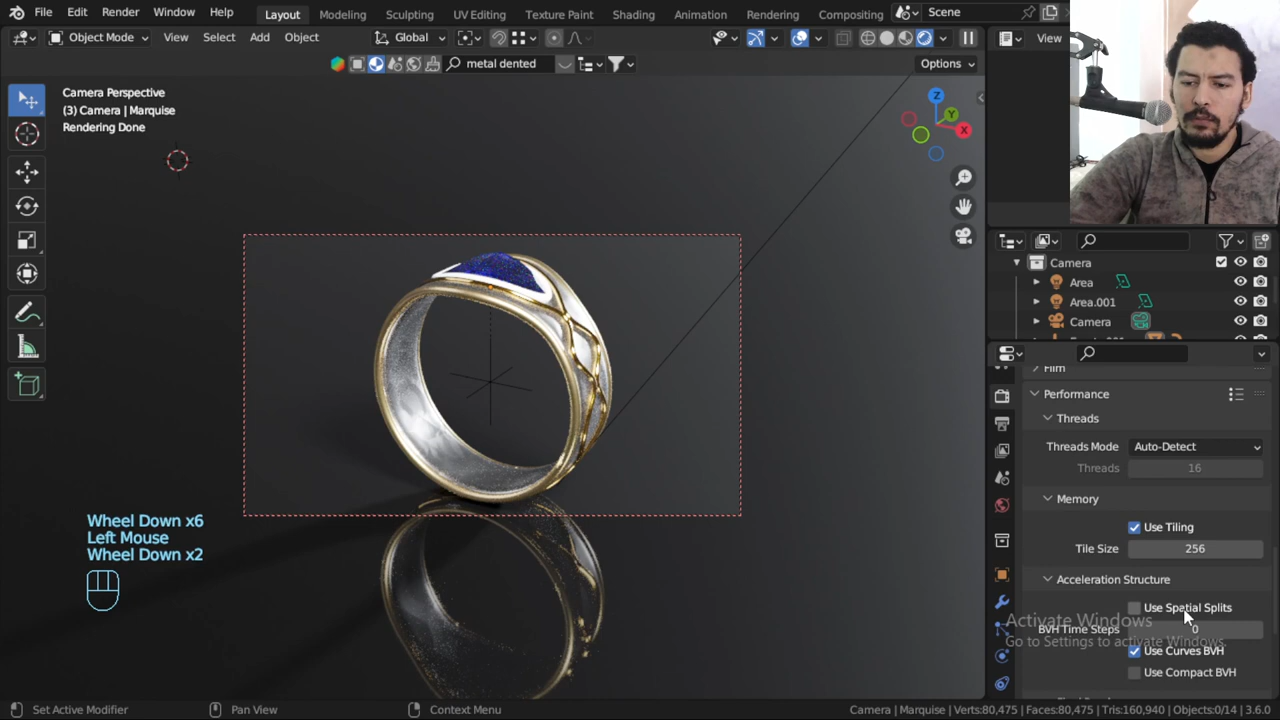 File Edit Render Window Help Layout Modeling Sculpting UV Editing Texture Paint Shading Animation Rendering Compositing Scene
Object Mode View Select Add Object Global View
metal dented Options
Camera Perspective
(3) Camera | Marquise
Rendering Done
Z
Y
X
Camera
Area
Area.001
Camera
Film
Performance
Threads
Threads Mode Auto-Detect
Threads 16
Memory
Use Tiling
Tile Size 256
Acceleration Structure
Use Spatial Splits
BVH Time Steps 0
Use Curves BVH
Use Compact BVH
Activate Windows
Go to Settings to activate Windows.
Wheel Down x6
Left Mouse
Wheel Down x2
Set Active Modifier Pan View Context Menu Camera | Marquise | Verts:80,475 | Faces:80,475 | Tris:160,940 | Objects:0/14 | 3.6.0